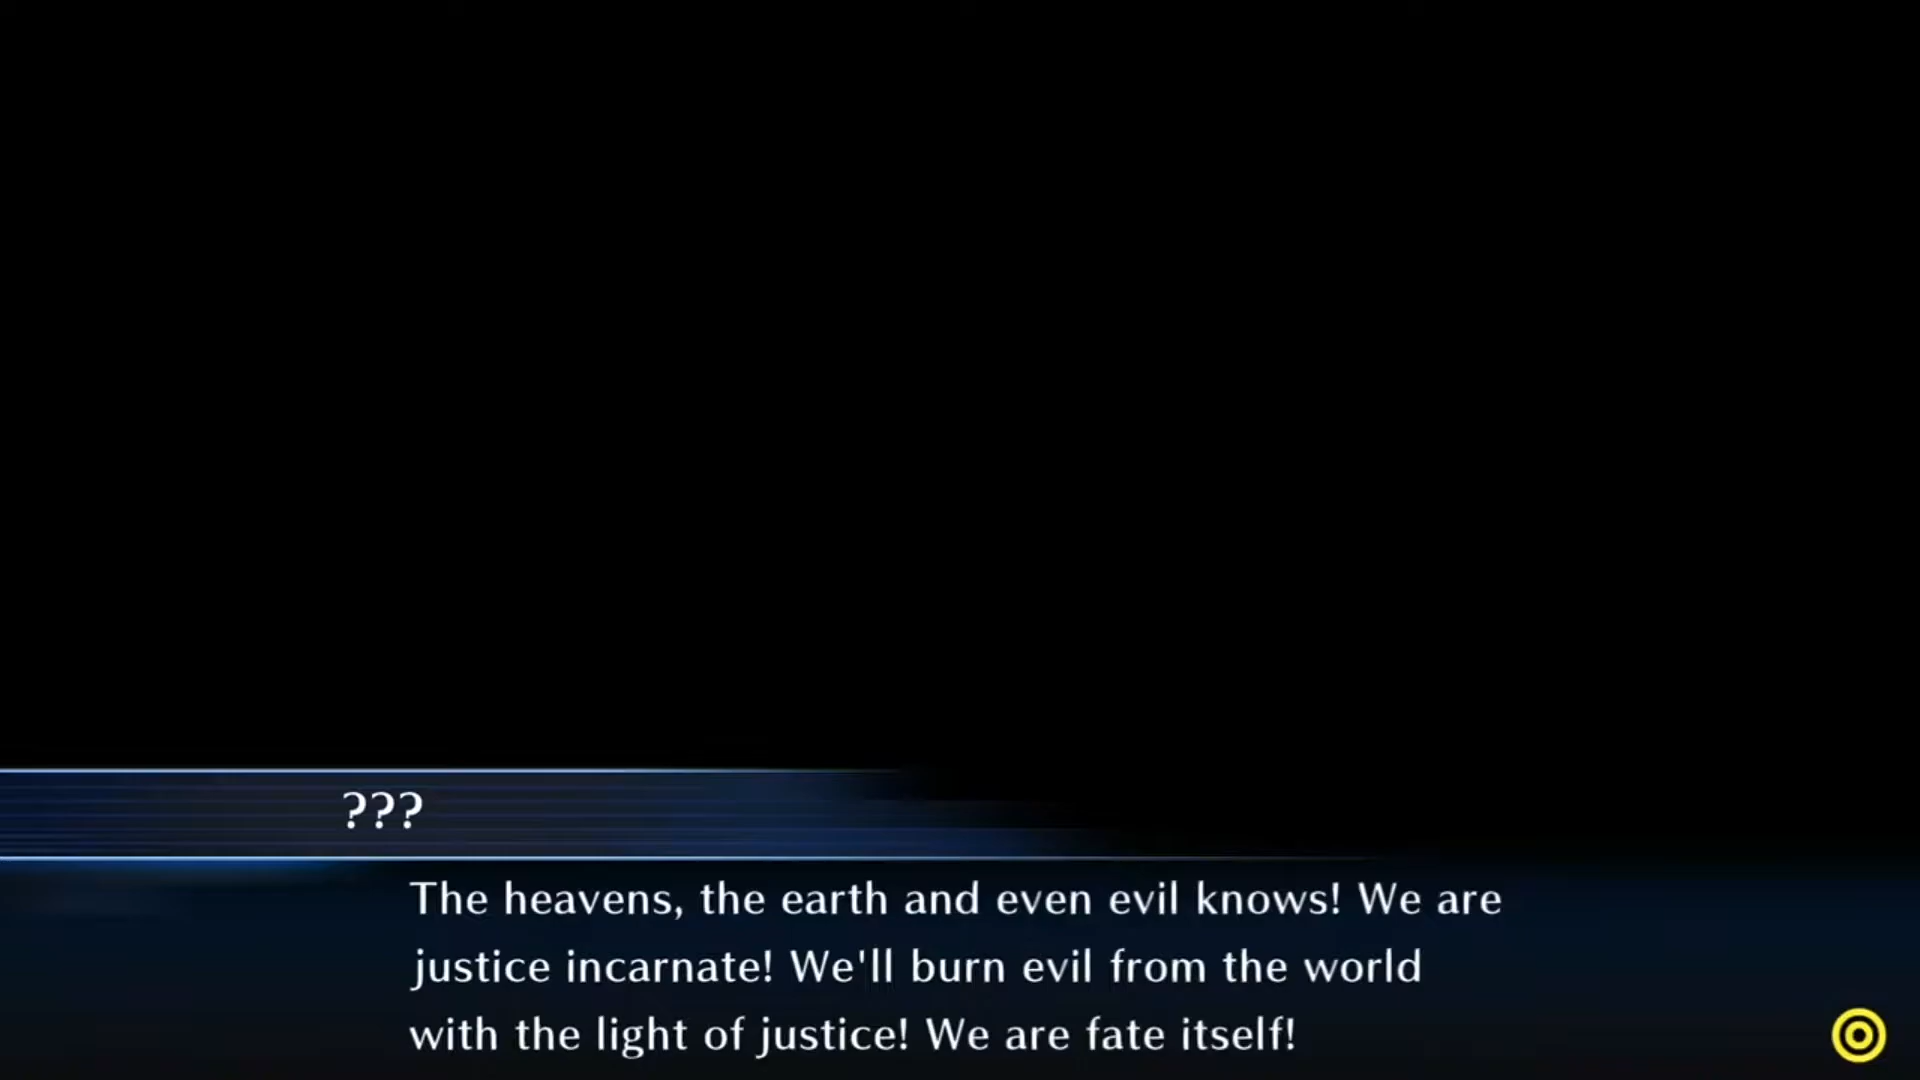 ???
The heavens, the earth and even evil knows! We are
justice incarnate! We'll burn evil from the world
with the light of justice! We are fate itself!